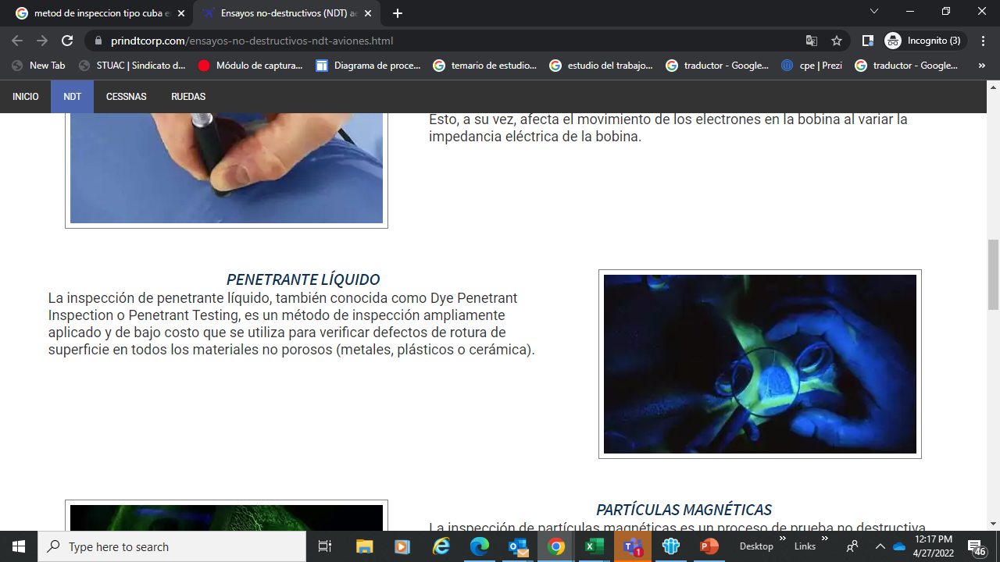 metod de inspeccion tipo cuba e
Ensayos no-destructivos (NDT) ae
prindtcorp.com/ensayos-no-destructivos-ndt-aviones.html
Incognito (3)
New Tab
STUAC | Sindicato d...
Módulo de captura...
Diagrama de proce...
temario de estudio...
estudio del trabajo...
traductor - Google...
cpe | Prezi
traductor - Google...
»
INICIO
NDT
CESSNAS
RUEDAS
Esto, a su vez, afecta el movimiento de los electrones en la bobina al variar la
impedancia eléctrica de la bobina.
PENETRANTE LÍQUIDO
La inspección de penetrante líquido, también conocida como Dye Penetrant
Inspection o Penetrant Testing, es un método de inspección ampliamente
aplicado y de bajo costo que se utiliza para verificar defectos de rotura de
superficie en todos los materiales no porosos (metales, plásticos o cerámica).
PARTÍCULAS MAGNÉTICAS
La inspección de partículas magnéticas es un proceso de prueba no destructiva
Type here to search
Desktop
»
Links
»
12:17 PM
4/27/2022
1
46